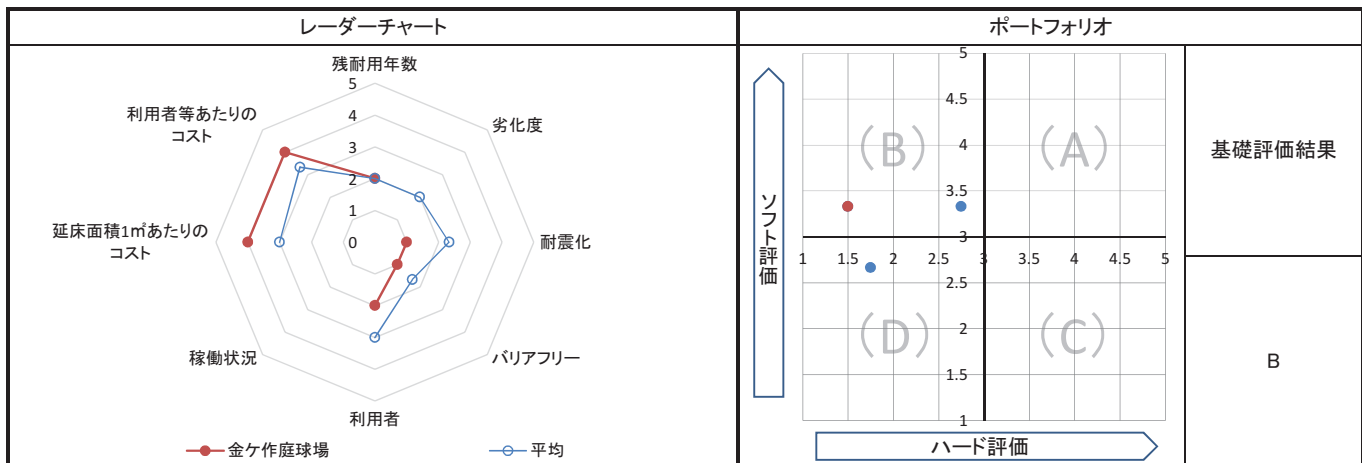 レーダーチャート
残耐用年数
劣化度
耐震化
バリアフリー
利用者
稼働状況
延床面積1㎡あたりの
コスト
利用者等あたりの
コスト
5
4
3
2
1
0
金ケ作庭球場
平均
ポートフォリオ
ソフト評価
5
4.5
4
3.5
3
2.5
2
1.5
1
1 1.5 2 2.5 3 3.5 4 4.5 5
(B)
(A)
(D)
(C)
ハード評価
基礎評価結果
B